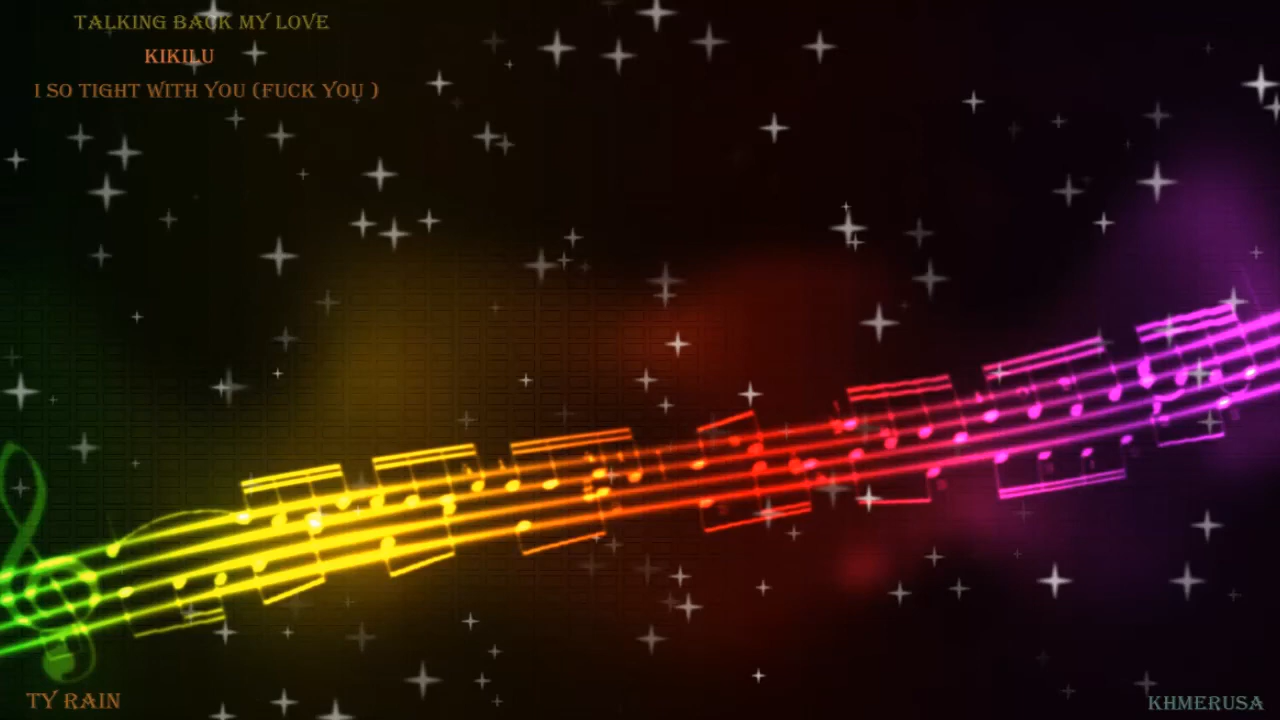 TALKING BACK MY LOVE
KIKILU
I SO TIGHT WITH YOU (FUCK YOU )
TY RAIN
KHMERUSA